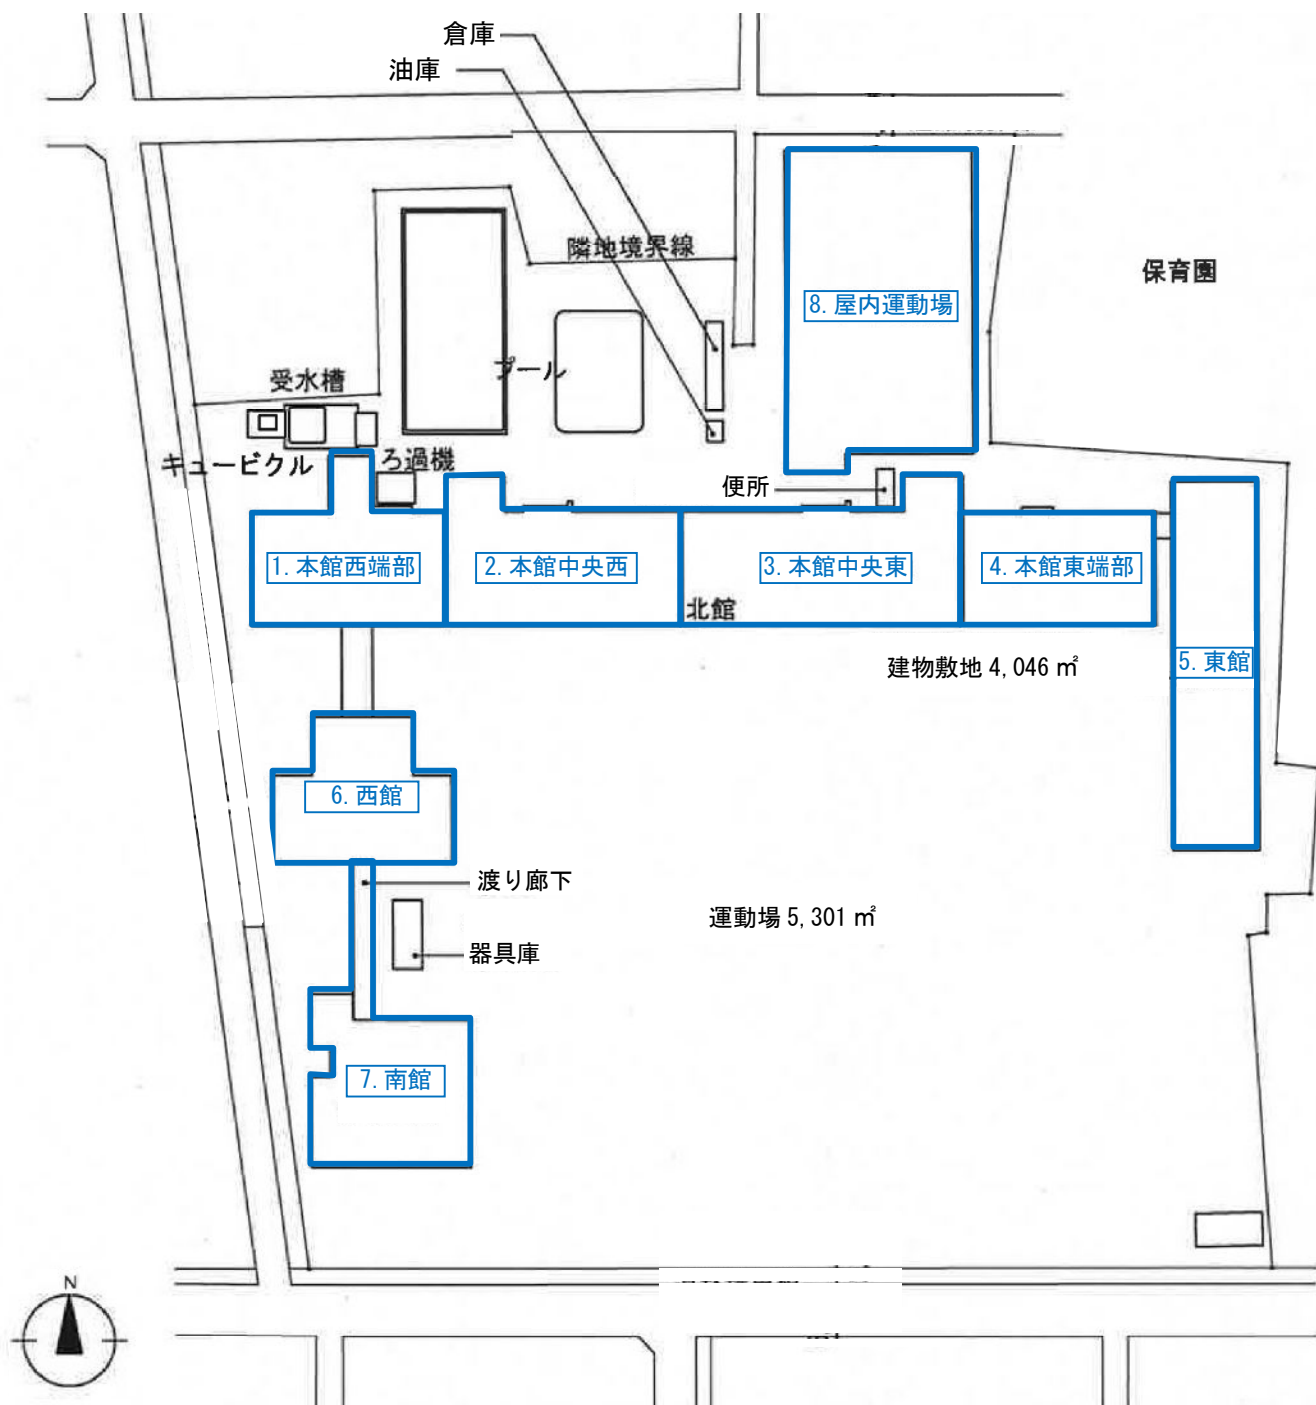 倉庫
油庫
隣地境界線
保育園
8. 屋内運動場
プール
受水槽
キュービクル
ろ過機
便所
1. 本館西端部
2. 本館中央西
3. 本館中央東
4. 本館東端部
北館
建物敷地 4,046 ㎡
5. 東館
6. 西館
渡り廊下
運動場 5,301 ㎡
器具庫
7. 南館
N